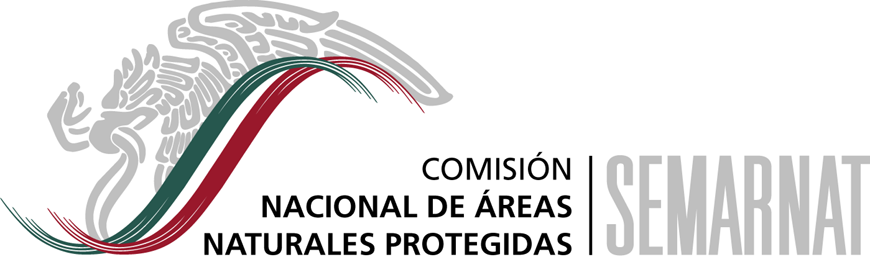 COMISIÓN
NACIONAL DE ÁREAS
NATURALES PROTEGIDAS
SEMARNAT